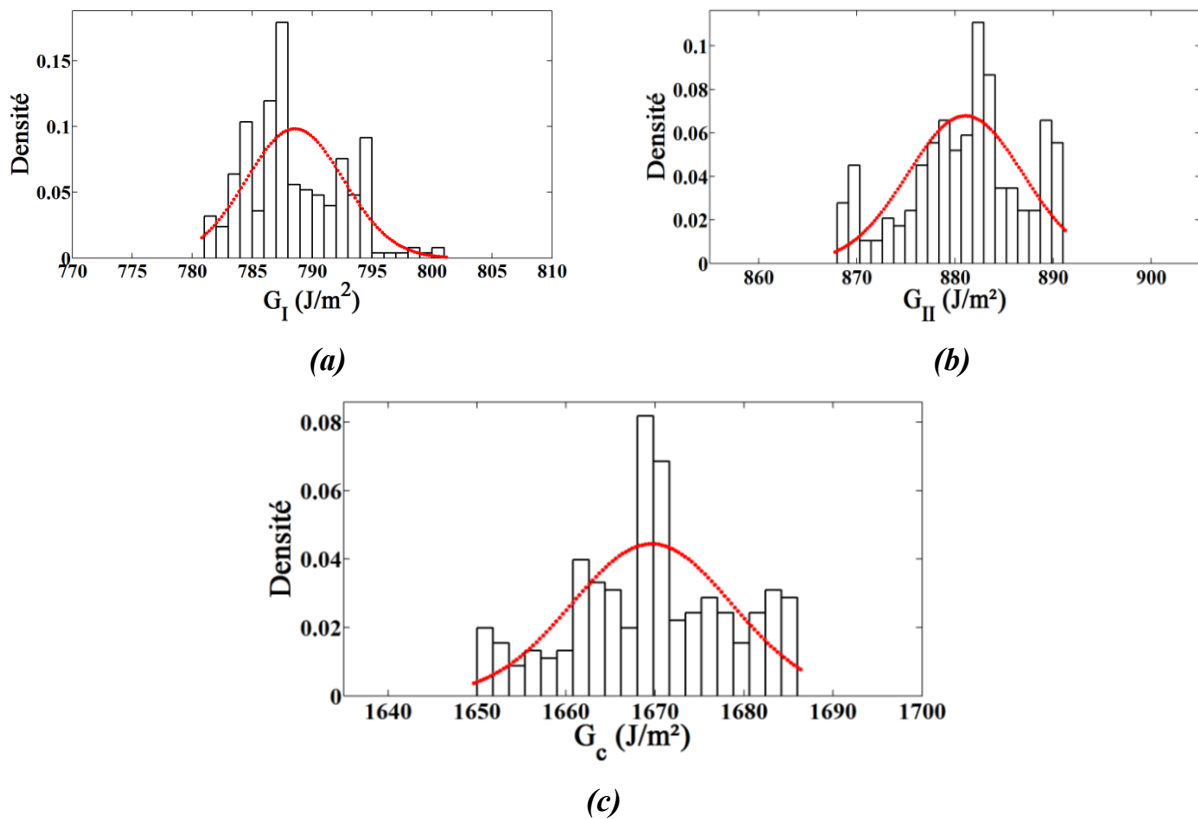 Densité
0.15
0.1
0.05
0
770 775 780 785 790 795 800 805 810
G_I (J/m²)
(a)
Densité
0.1
0.08
0.06
0.04
0.02
0
860 870 880 890 900
G_II (J/m²)
(b)
Densité
0.08
0.06
0.04
0.02
0
1640 1650 1660 1670 1680 1690 1700
G_c (J/m²)
(c)